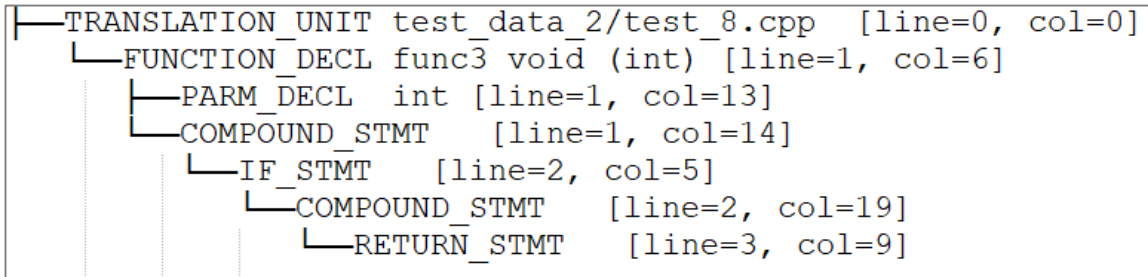 TRANSLATION_UNIT test_data_2/test_8.cpp [line=0, col=0]
FUNCTION_DECL func3 void (int) [line=1, col=6]
PARM_DECL int [line=1, col=13]
COMPOUND_STMT [line=1, col=14]
IF_STMT [line=2, col=5]
COMPOUND_STMT [line=2, col=19]
RETURN_STMT [line=3, col=9]